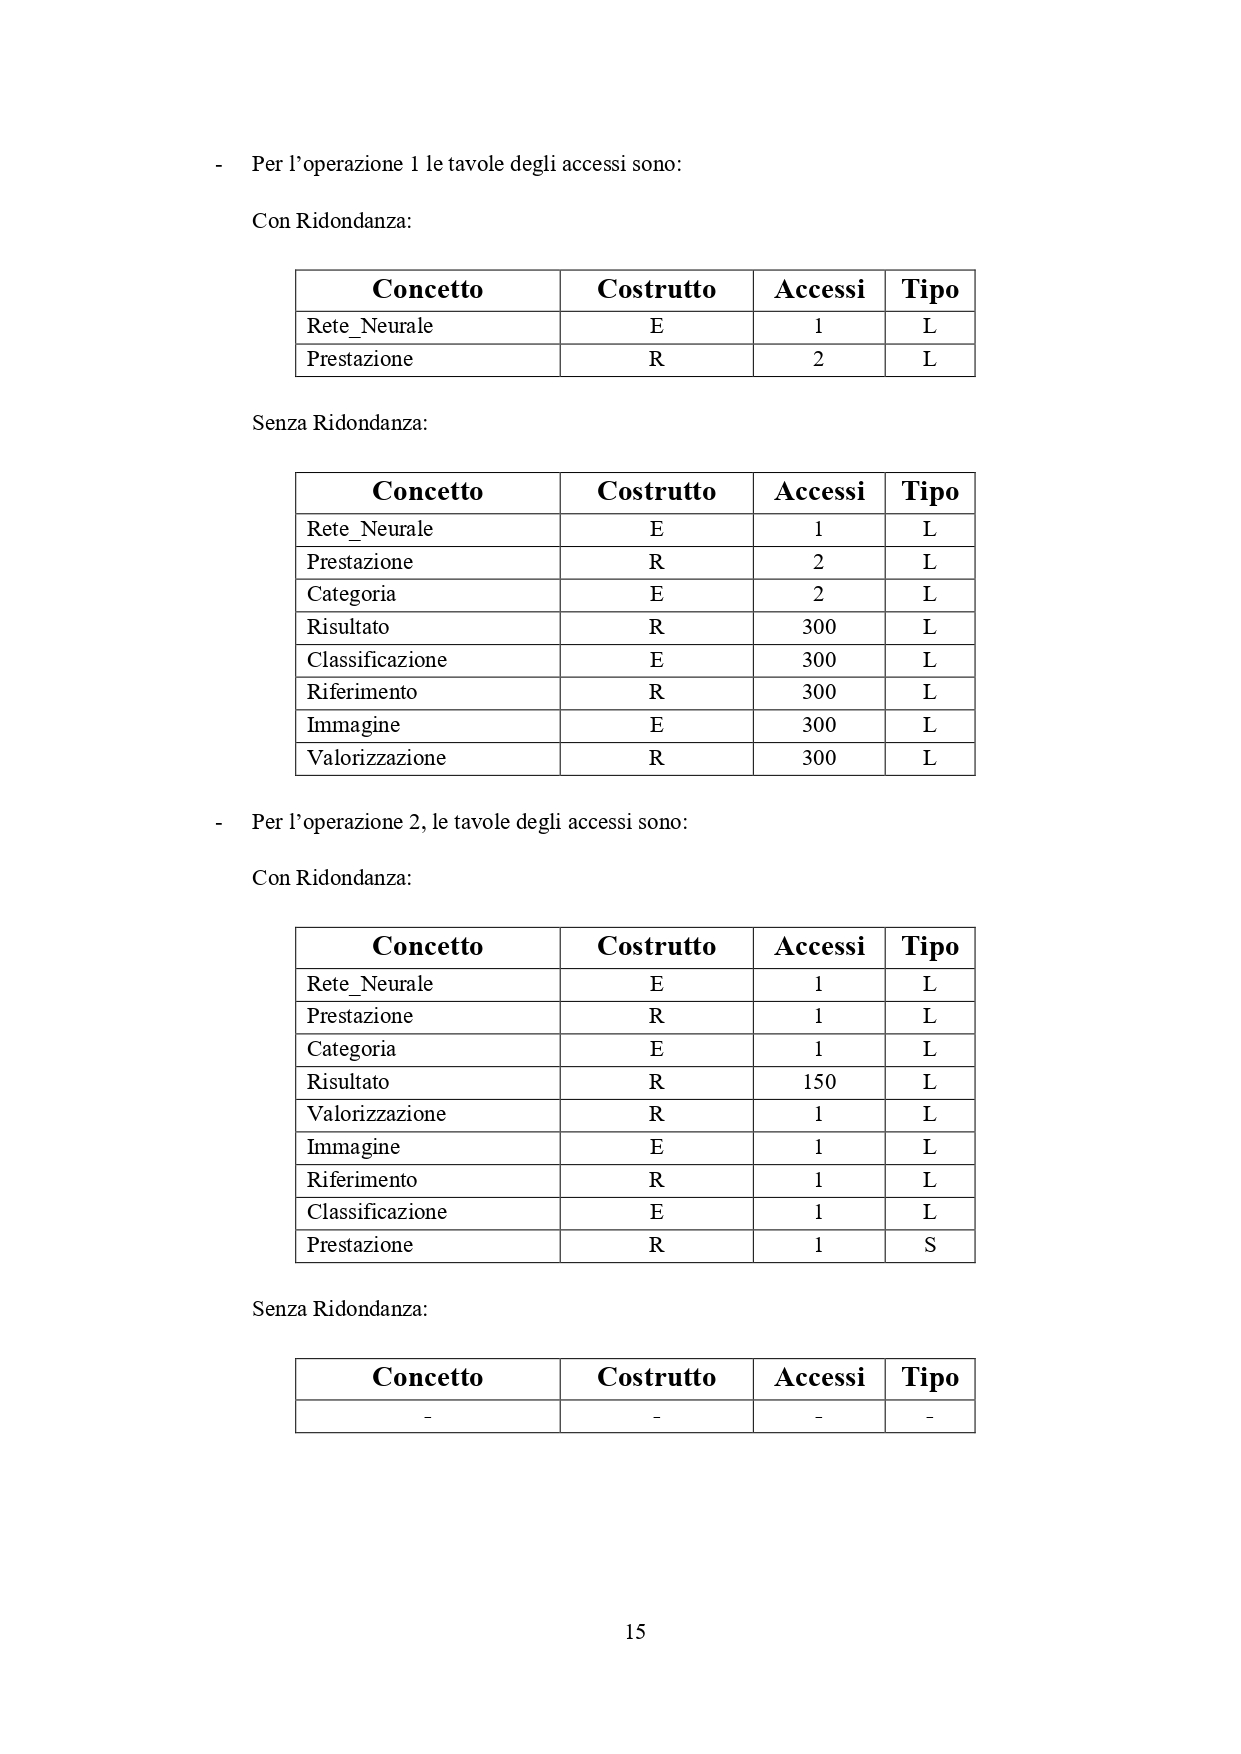 - Per l’operazione 1 le tavole degli accessi sono:
Con Ridondanza:
Concetto Costrutto Accessi Tipo
Rete_Neurale E 1 L
Prestazione R 2 L
Senza Ridondanza:
Concetto Costrutto Accessi Tipo
Rete_Neurale E 1 L
Prestazione R 2 L
Categoria E 2 L
Risultato R 300 L
Classificazione E 300 L
Riferimento R 300 L
Immagine E 300 L
Valorizzazione R 300 L
- Per l’operazione 2, le tavole degli accessi sono:
Con Ridondanza:
Concetto Costrutto Accessi Tipo
Rete_Neurale E 1 L
Prestazione R 1 L
Categoria E 1 L
Risultato R 150 L
Valorizzazione R 1 L
Immagine E 1 L
Riferimento R 1 L
Classificazione E 1 L
Prestazione R 1 S
Senza Ridondanza:
Concetto Costrutto Accessi Tipo
- - - -
15